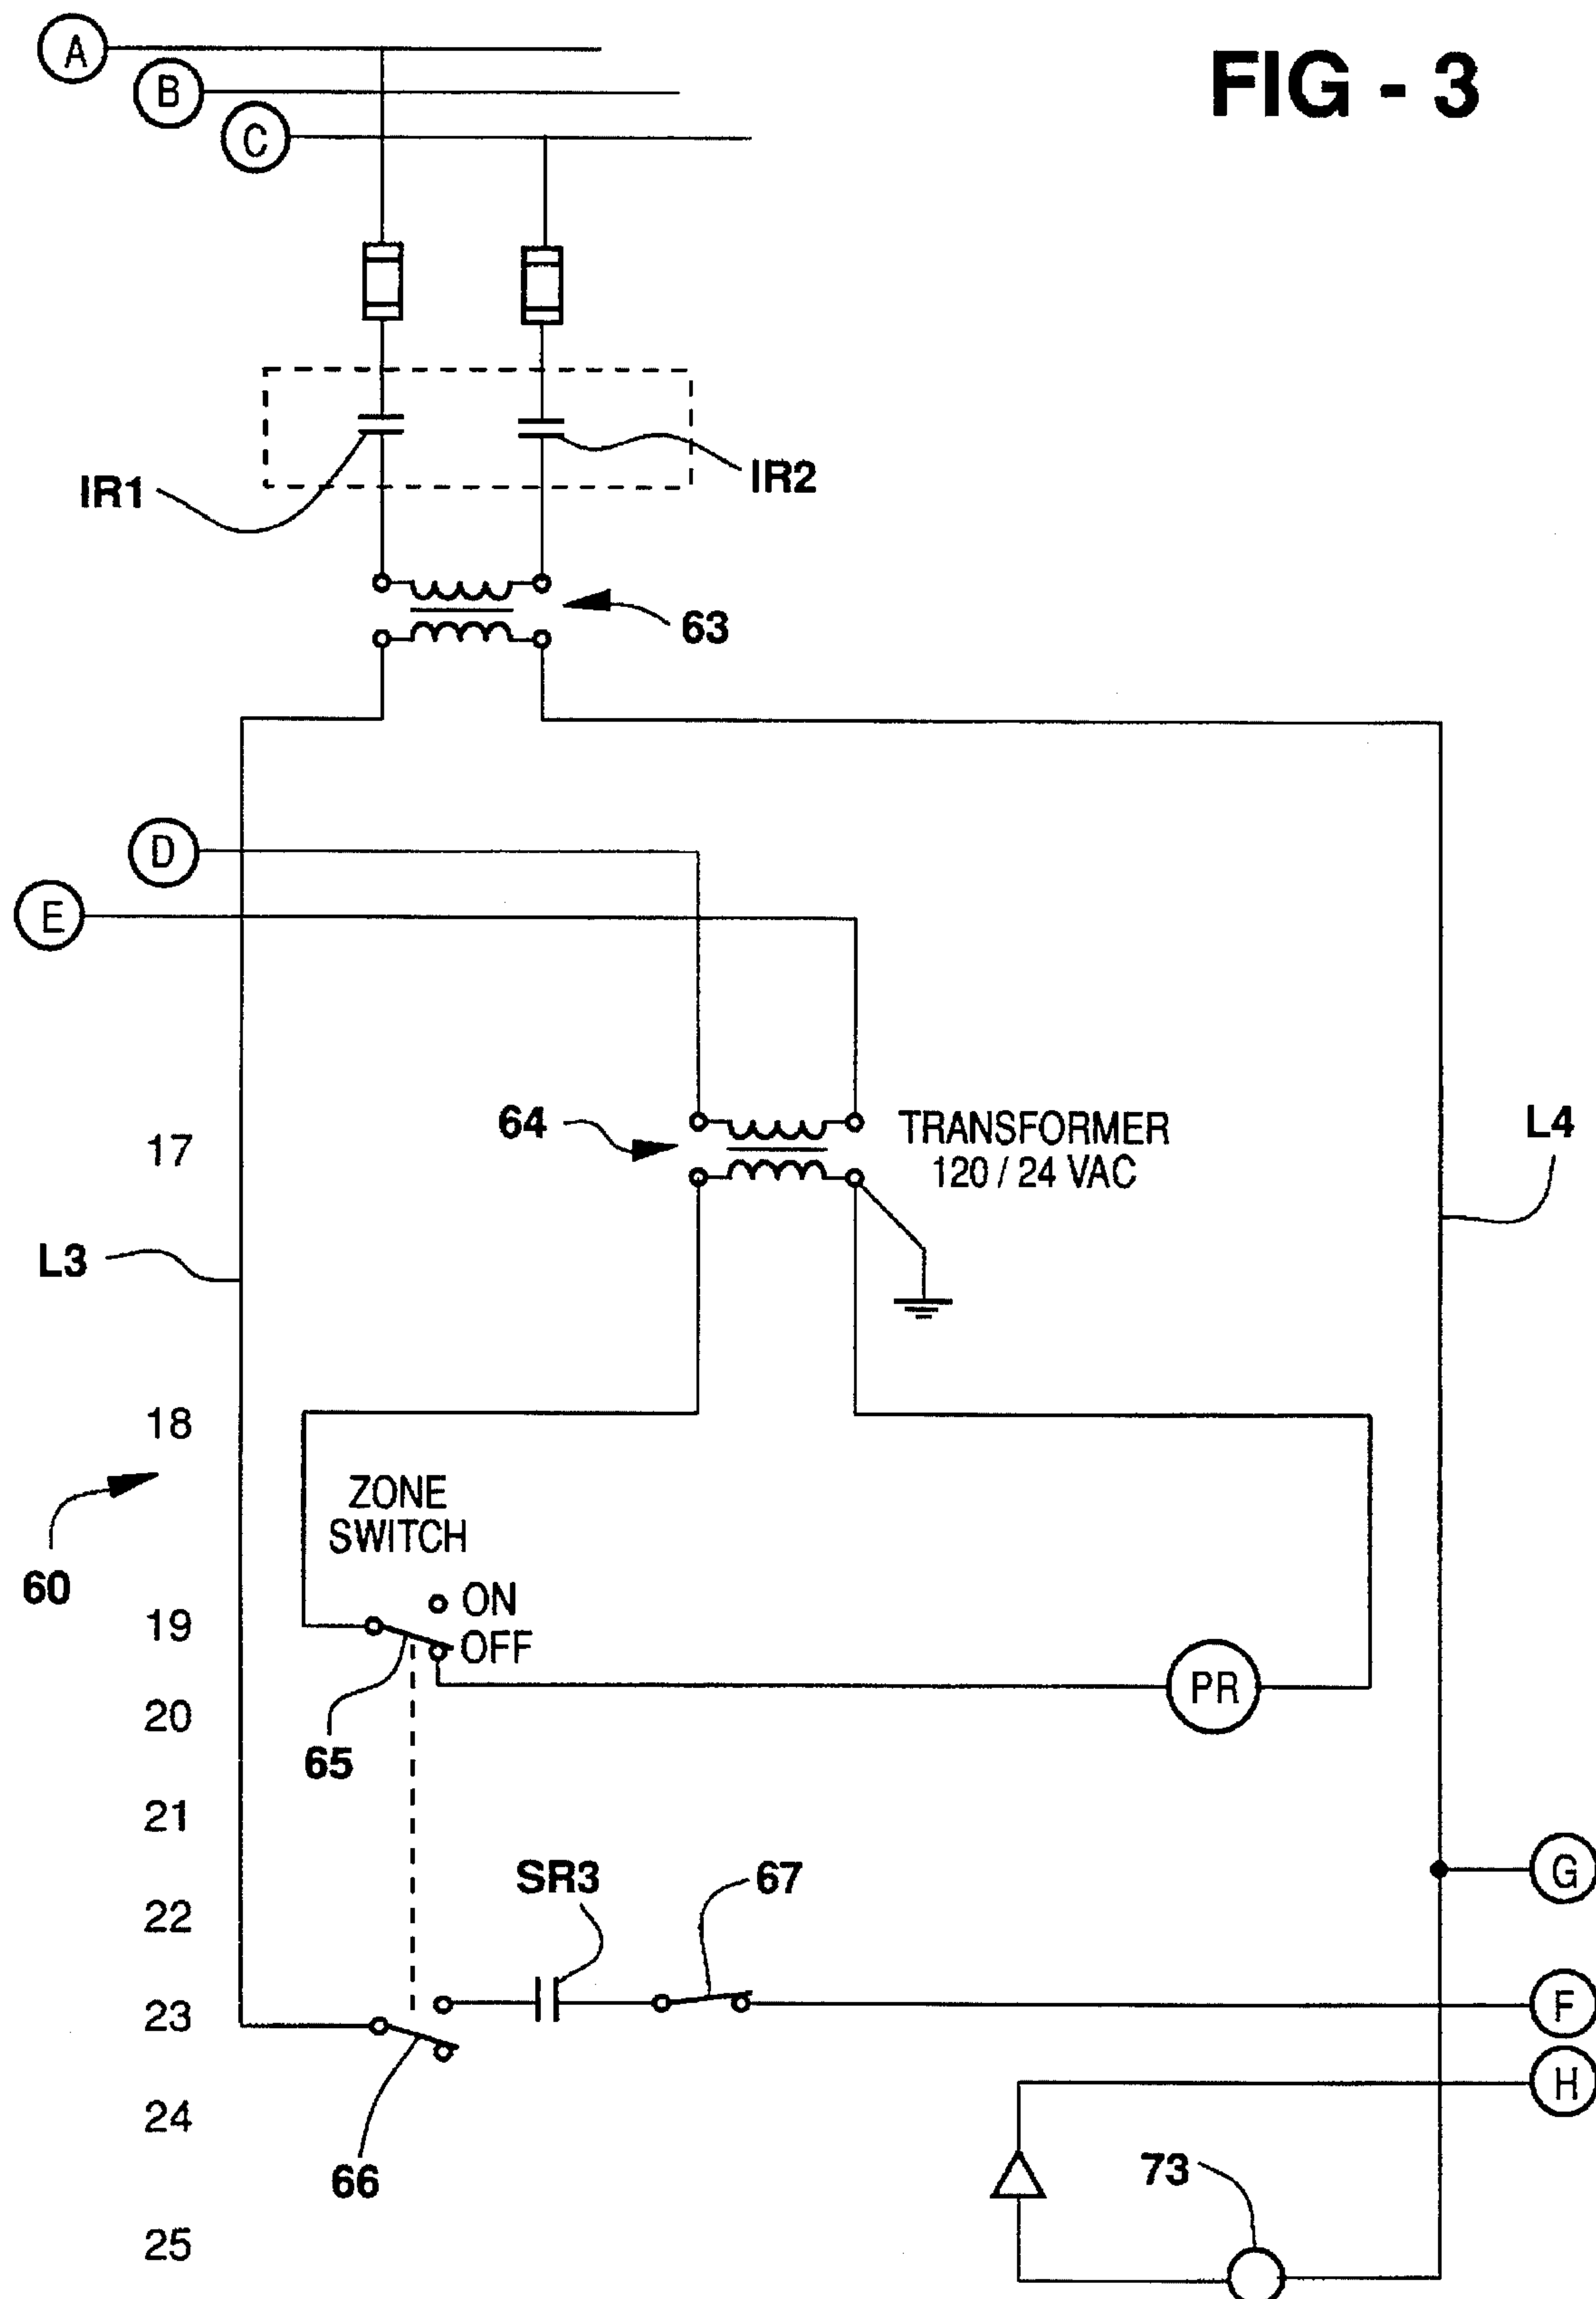 A
FIG - 3
B
C
IR1
IR2
63
D
E
64
TRANSFORMER
120 / 24 VAC
L4
17
L3
18
ZONE
SWITCH
60
ON
19
OFF
PR
20
65
21
SR3
67
G
22
23
F
H
24
66
73
25